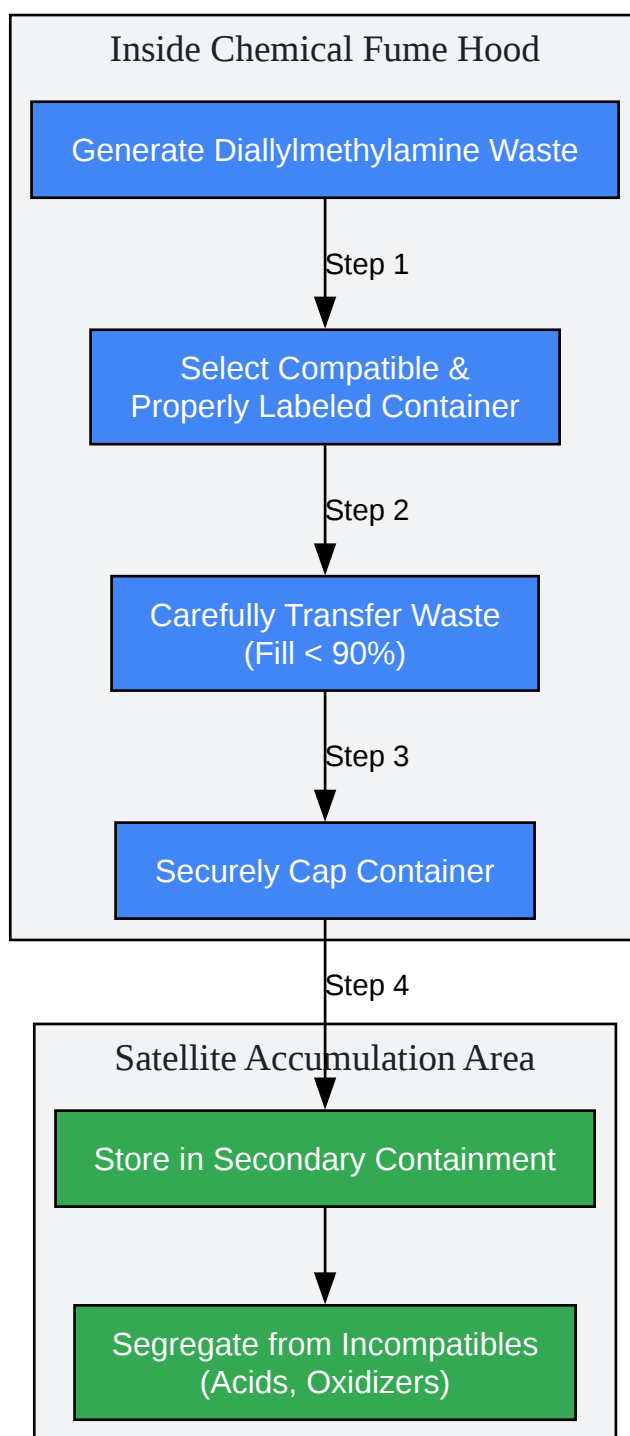 Inside Chemical Fume Hood
Generate Diallylmethylamine Waste
Step 1
Select Compatible &
Properly Labeled Container
Step 2
Carefully Transfer Waste
(Fill < 90%)
Step 3
Securely Cap Container
Step 4
Satellite Accumulation Area
Store in Secondary Containment
Segregate from Incompatibles
(Acids, Oxidizers)